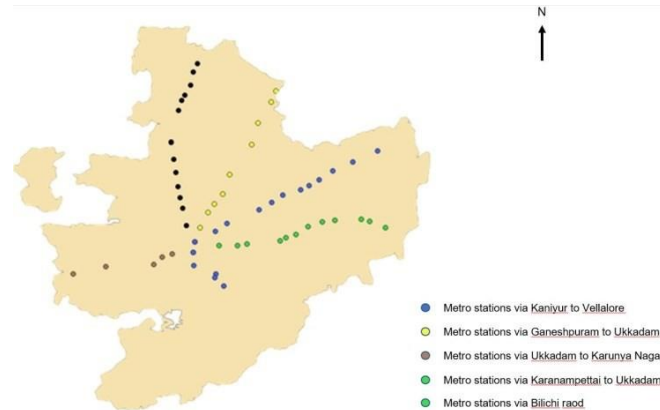 N
Metro stations via Kaniyur to Vellalore
Metro stations via Ganeshpuram to Ukkadam
Metro stations via Ukkadam to Karunya Naga
Metro stations via Karanampettai to Ukkadam
Metro stations via Bilichi raod